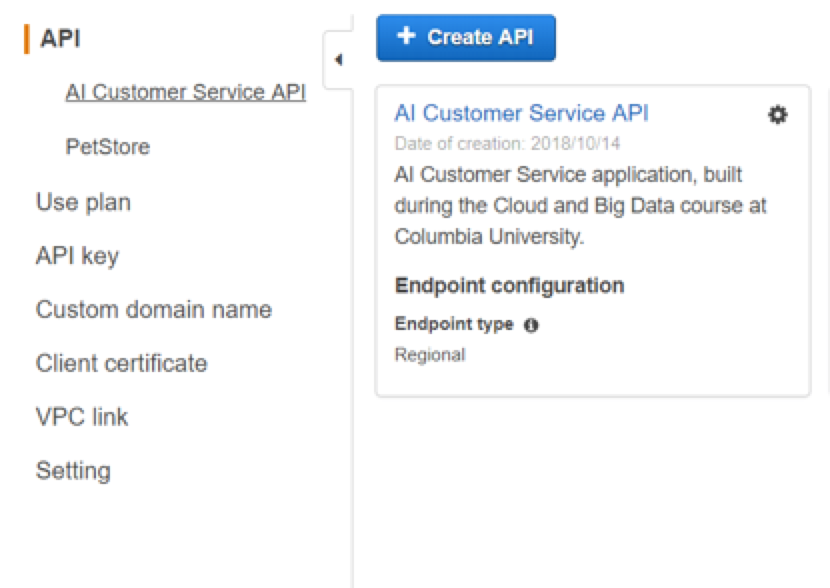 API
AI Customer Service API
PetStore
Use plan
API key
Custom domain name
Client certificate
VPC link
Setting
Create API
AI Customer Service API
Date of creation: 2018/10/14
AI Customer Service application, built
during the Cloud and Big Data course at
Columbia University.
Endpoint configuration
Endpoint type
Regional